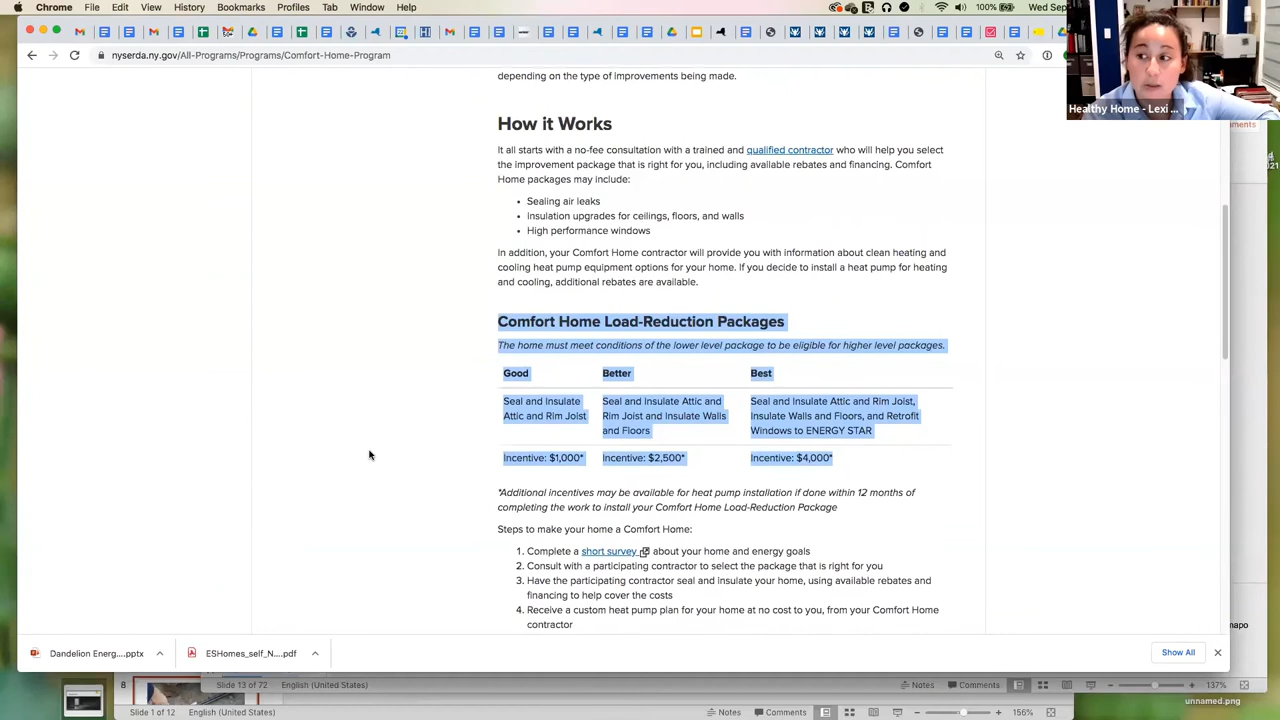 Chrome File Edit View History Bookmarks Profiles Tab Window Help 100% Wed Sep
nyserda.ny.gov/All-Programs/Programs/Comfort-Home-Program
Healthy Home - Lexi ...
depending on the type of improvements being made.
How it Works
It all starts with a no-fee consultation with a trained and qualified contractor who will help you select
the improvement package that is right for you, including available rebates and financing. Comfort
Home packages may include:
• Sealing air leaks
• Insulation upgrades for ceilings, floors, and walls
• High performance windows
In addition, your Comfort Home contractor will provide you with information about clean heating and
cooling heat pump equipment options for your home. If you decide to install a heat pump for heating
and cooling, additional rebates are available.
Comfort Home Load-Reduction Packages
The home must meet conditions of the lower level package to be eligible for higher level packages.
Good Better Best
Seal and Insulate Seal and Insulate Attic and Seal and Insulate Attic and Rim Joist,
Attic and Rim Joist Rim Joist and Insulate Walls Insulate Walls and Floors, and Retrofit
and Floors Windows to ENERGY STAR
Incentive: $1,000* Incentive: $2,500* Incentive: $4,000*
*Additional incentives may be available for heat pump installation if done within 12 months of
completing the work to install your Comfort Home Load-Reduction Package
Steps to make your home a Comfort Home:
1. Complete a short survey about your home and energy goals
2. Consult with a participating contractor to select the package that is right for you
3. Have the participating contractor seal and insulate your home, using available rebates and
financing to help cover the costs
4. Receive a custom heat pump plan for your home at no cost to you, from your Comfort Home
contractor
Dandelion Energ....pptx ESHomes_self_N....pdf Show All
Slide 13 of 72 English (United States) Notes Comments 137%
8
unnamed.png
Slide 1 of 12 English (United States) Notes Comments 156%